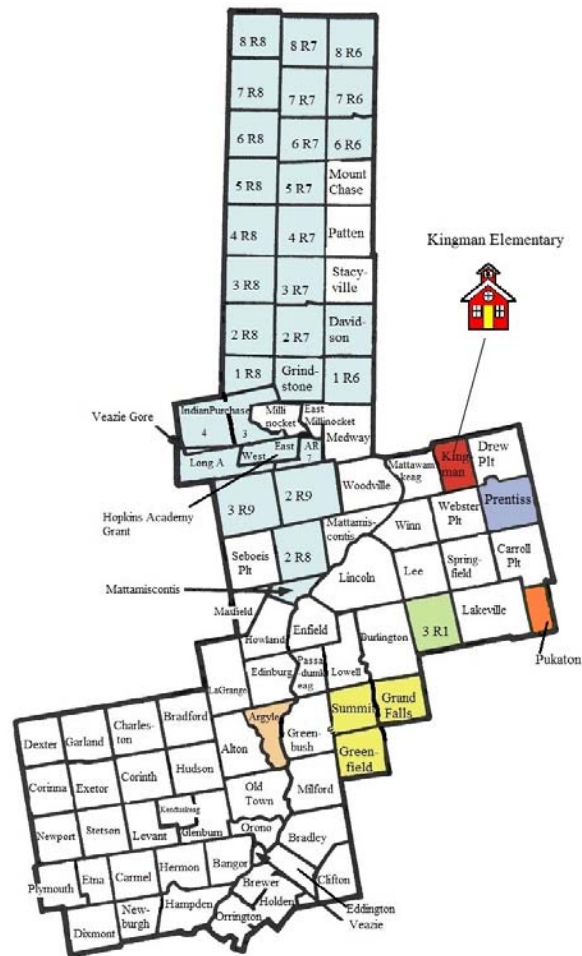 8 R8 8 R7 8 R6
7 R8 7 R7 7 R6
6 R8 6 R7 6 R6
5 R8 5 R7 Mount
Chase
4 R8 4 R7 Patten
Kingman Elementary
3 R8 3 R7 Stacy-
ville
2 R8 2 R7 David-
son
1 R8 Grind-
stone 1 R6
Veazie Gore
IndianPurchase
4 3
Milli
nocket
East
Millinocket
Medway
Long A West East AR
7
Hopkins Academy
Grant
3 R9 2 R9 Woodville
Mattawam
keag
King-
man
Drew
Plt
Prentiss
Seboeis
Plt
2 R8
Mattamis-
contis
Winn
Webster
Plt
Mattamiscontis
Lincoln
Lee
Spring-
field
Carroll
Plt
Maxfield
Howland
Enfield
Burlington
3 R1
Lakeville
Pukaton
LaGrange
Edinburg
Passa
dumk
eag
Lowell
Summit
Grand
Falls
Argyle
Green-
bush
Green-
field
Dexter Garland Charles-
ton Bradford
Alton
Corinna Exeter Corinth Hudson
Old
Town
Milford
Newport Stetson Levant Kenduskeag
Glenburn
Orono
Bradley
Plymouth Etna Carmel Hermon Bangor
Clifton
Dixmont New-
burgh Hampden
Brewer
Holden
Orrington
Eddington
Veazie